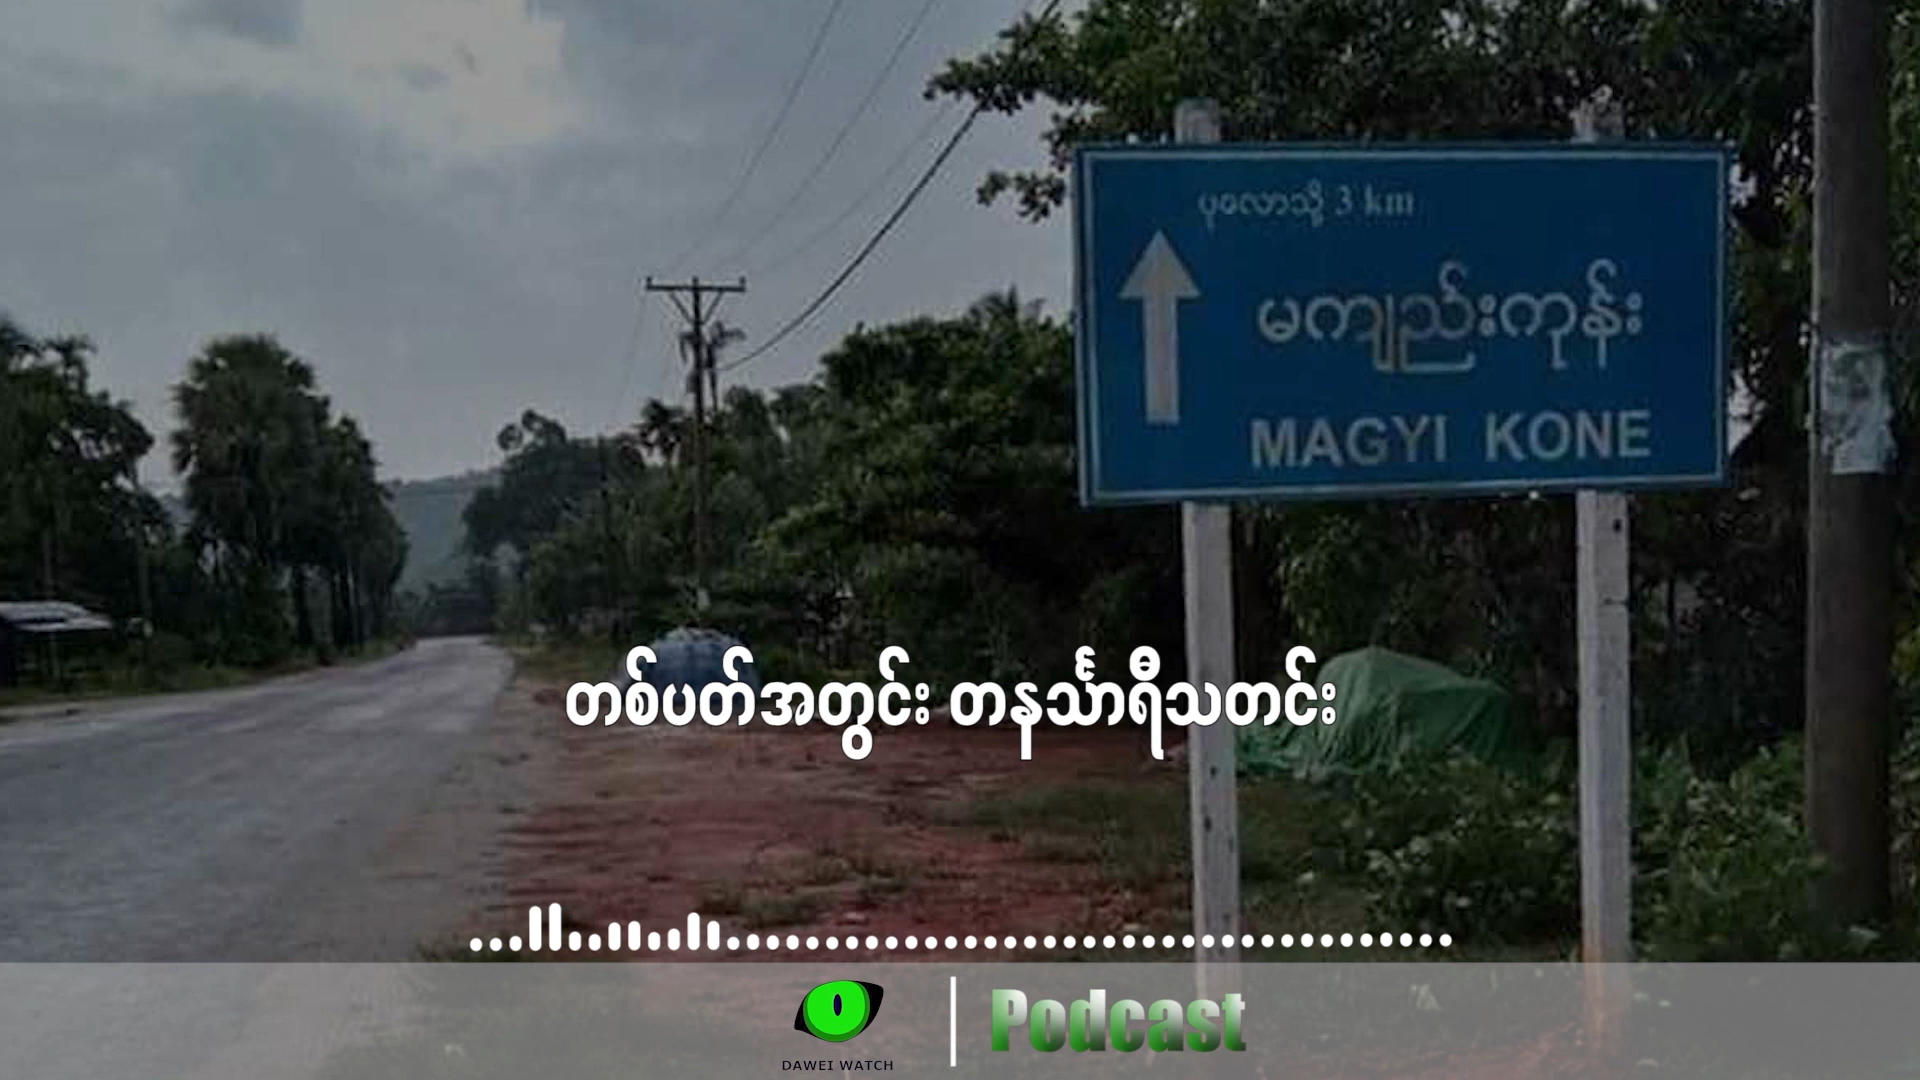 ပုလောသို့ 3 km
မကျည်းကုန်း
MAGYI KONE
တစ်ပတ်အတွင်း တနင်္သာရီသတင်း
DAWEI WATCH
Podcast